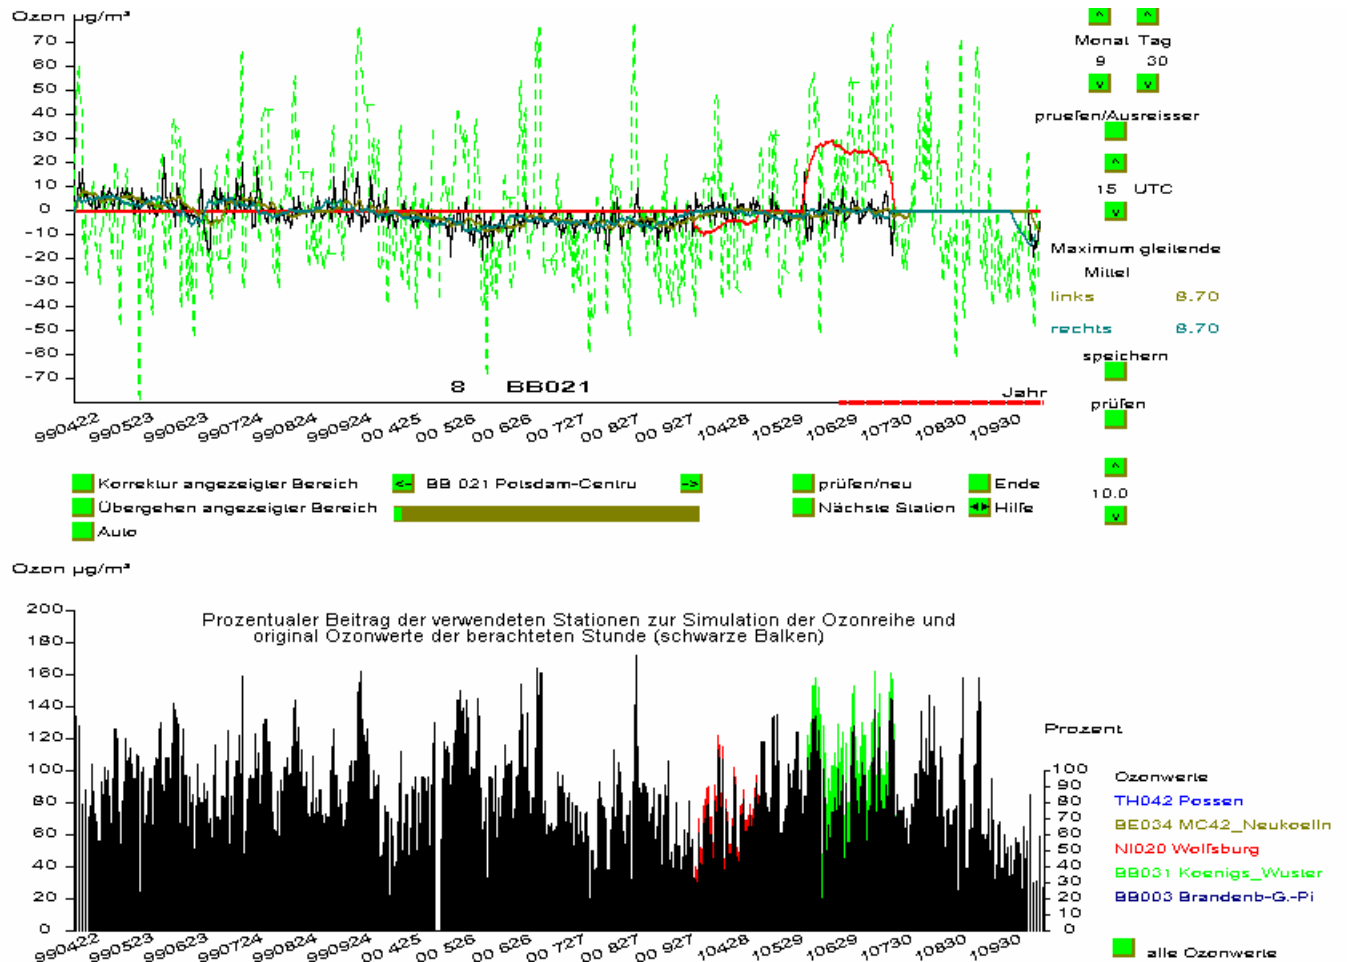 Ozon µg/m³
70
60
50
40
30
20
10
0
-10
-20
-30
-40
-50
-60
-70
8 BB021
Jahr
990422 990523 990623 990724 990824 990924 00 425 00 526 00 626 00 727 00 827 00 927 10428 10529 10629 10730 10830 10930
^ ^
Monat Tag
9 30
v v
pruefen/Ausreisser
^
15 UTC
v
Maximum gleitende
Mittel
links 8.70
rechts 8.70
speichern
prüfen
^
10.0
v
Korrektur angezeigter Bereich <- BB 021 Potsdam-Centru -> prüfen/neu Ende
Übergehen angezeigter Bereich Nächste Station Hilfe
Auto
Ozon µg/m³
200
180
160
140
120
100
80
60
40
20
0
Prozentualer Beitrag der verwendeten Stationen zur Simulation der Ozonreihe und
original Ozonwerte der berachteten Stunde (schwarze Balken)
990422 990523 990623 990724 990824 990924 00 425 00 526 00 626 00 727 00 827 00 927 10428 10529 10629 10730 10830 10930
Prozent
100
90
80
70
60
50
40
30
20
10
0
Ozonwerte
TH042 Possen
BE034 MC42_Neukoelln
NI020 Wolfsburg
BB031 Koenigs_Wuster
BB003 Brandenb-G.-Pi
alle Ozonwerte